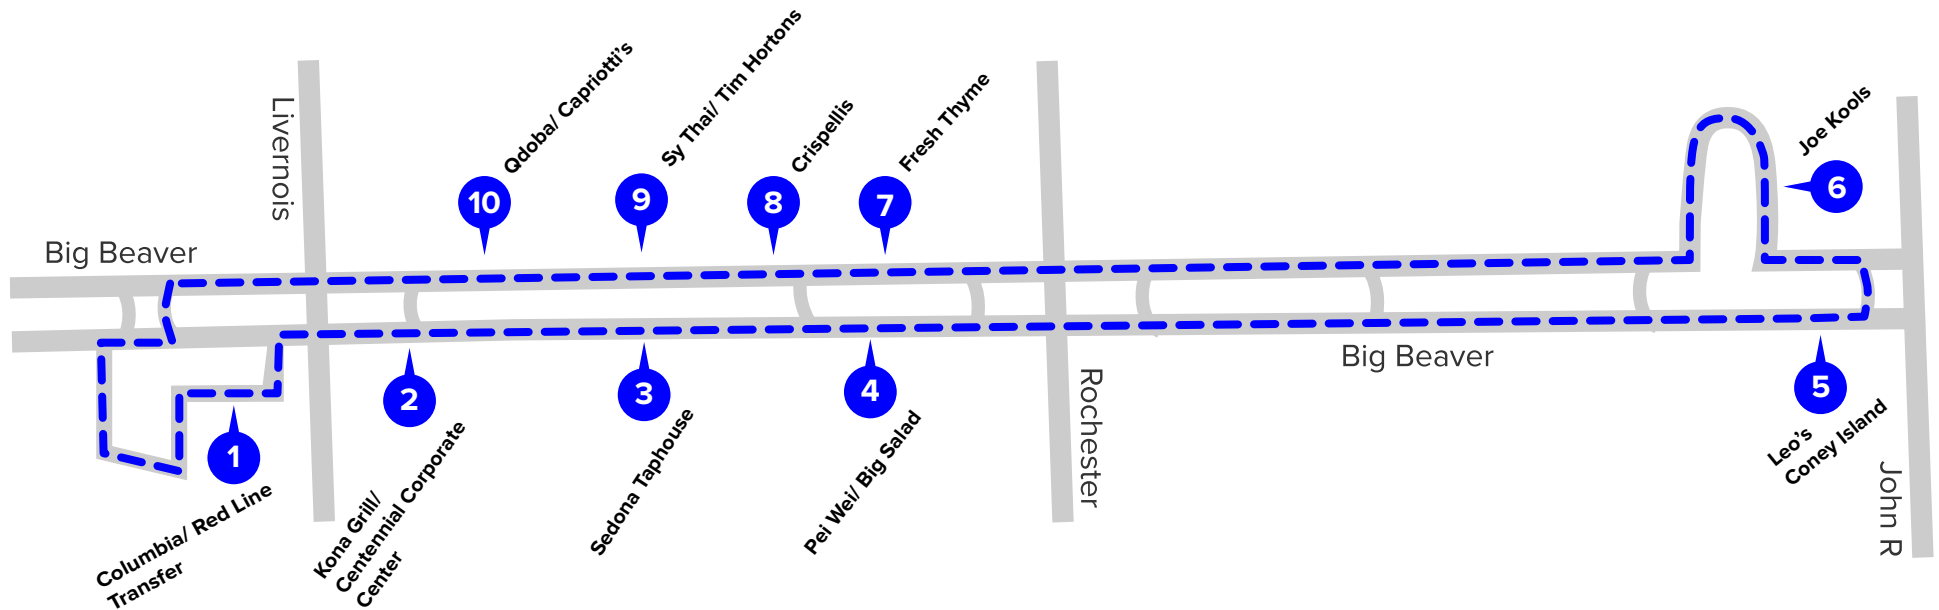 Big Beaver
Livernois
10
Qdoba/ Capriotti's
9
Sy Thai/ Tim Hortons
8
Crispellis
7
Fresh Thyme
6
Joe Kools
1
Columbia/ Red Line
Transfer
2
Kona Grill/
Centennial Corporate
Center
3
Sedona Taphouse
4
Pei Wei/ Big Salad
Rochester
Big Beaver
5
Leo's
Coney Island
John R